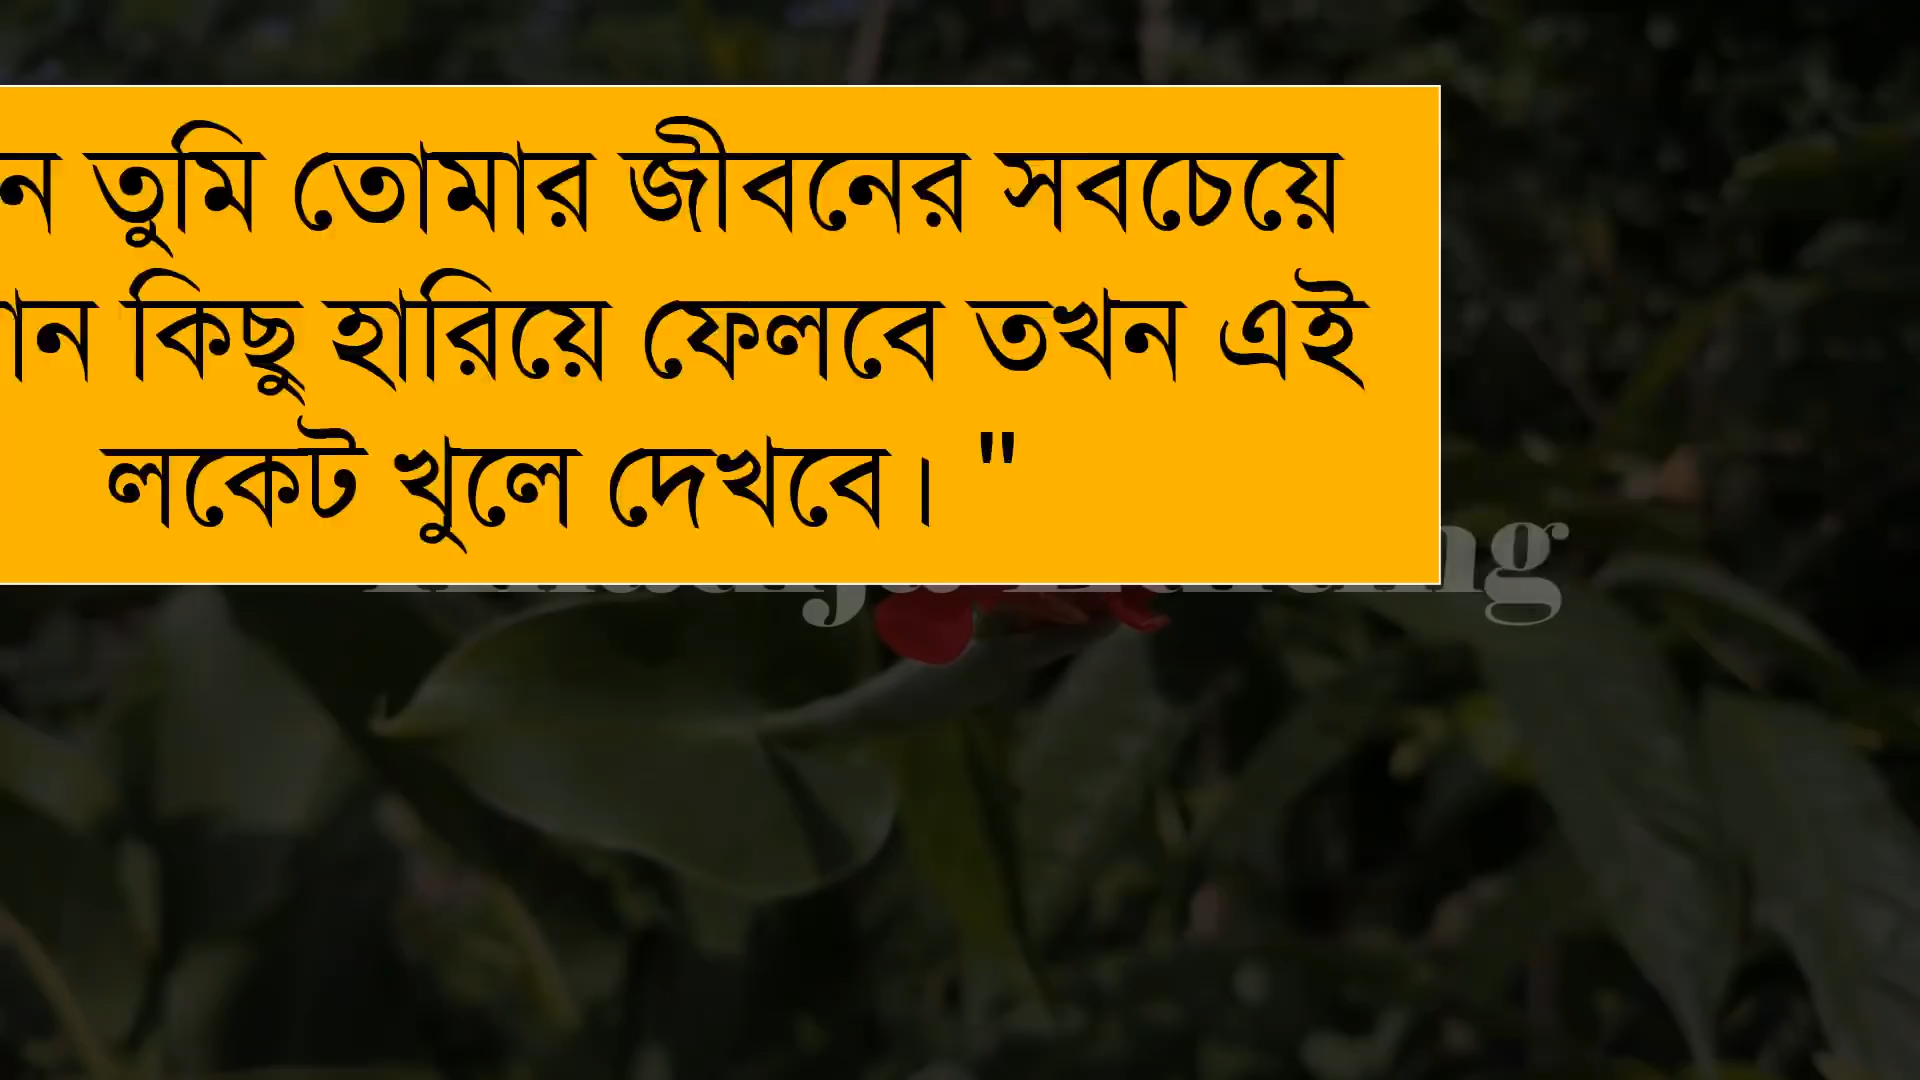 তুমি তোমার জীবনের সবচেয়ে
কিছু হারিয়ে ফেলবে তখন এই
লকেট খুলে দেখবে। "